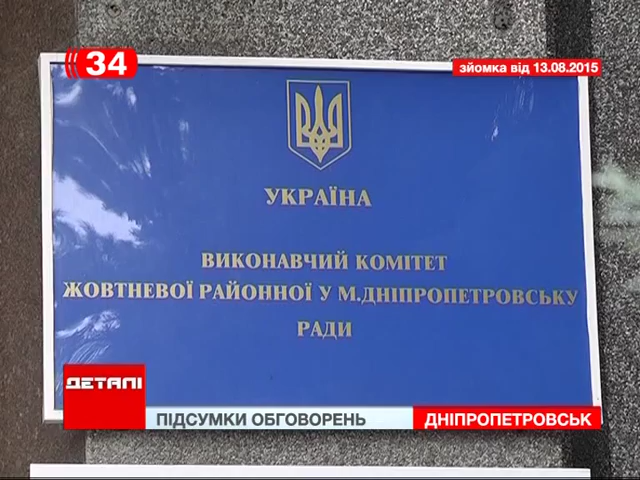 34
зйомка від 13.08.2015
УКРАЇНА
ВИКОНАВЧИЙ КОМІТЕТ
ЖОВТНЕВОЇ РАЙОННОЇ У М.ДНІПРОПЕТРОВСЬКУ
РАДИ
ДЕТАЛІ
ПІДСУМКИ ОБГОВОРЕНЬ
ДНІПРОПЕТРОВСЬК